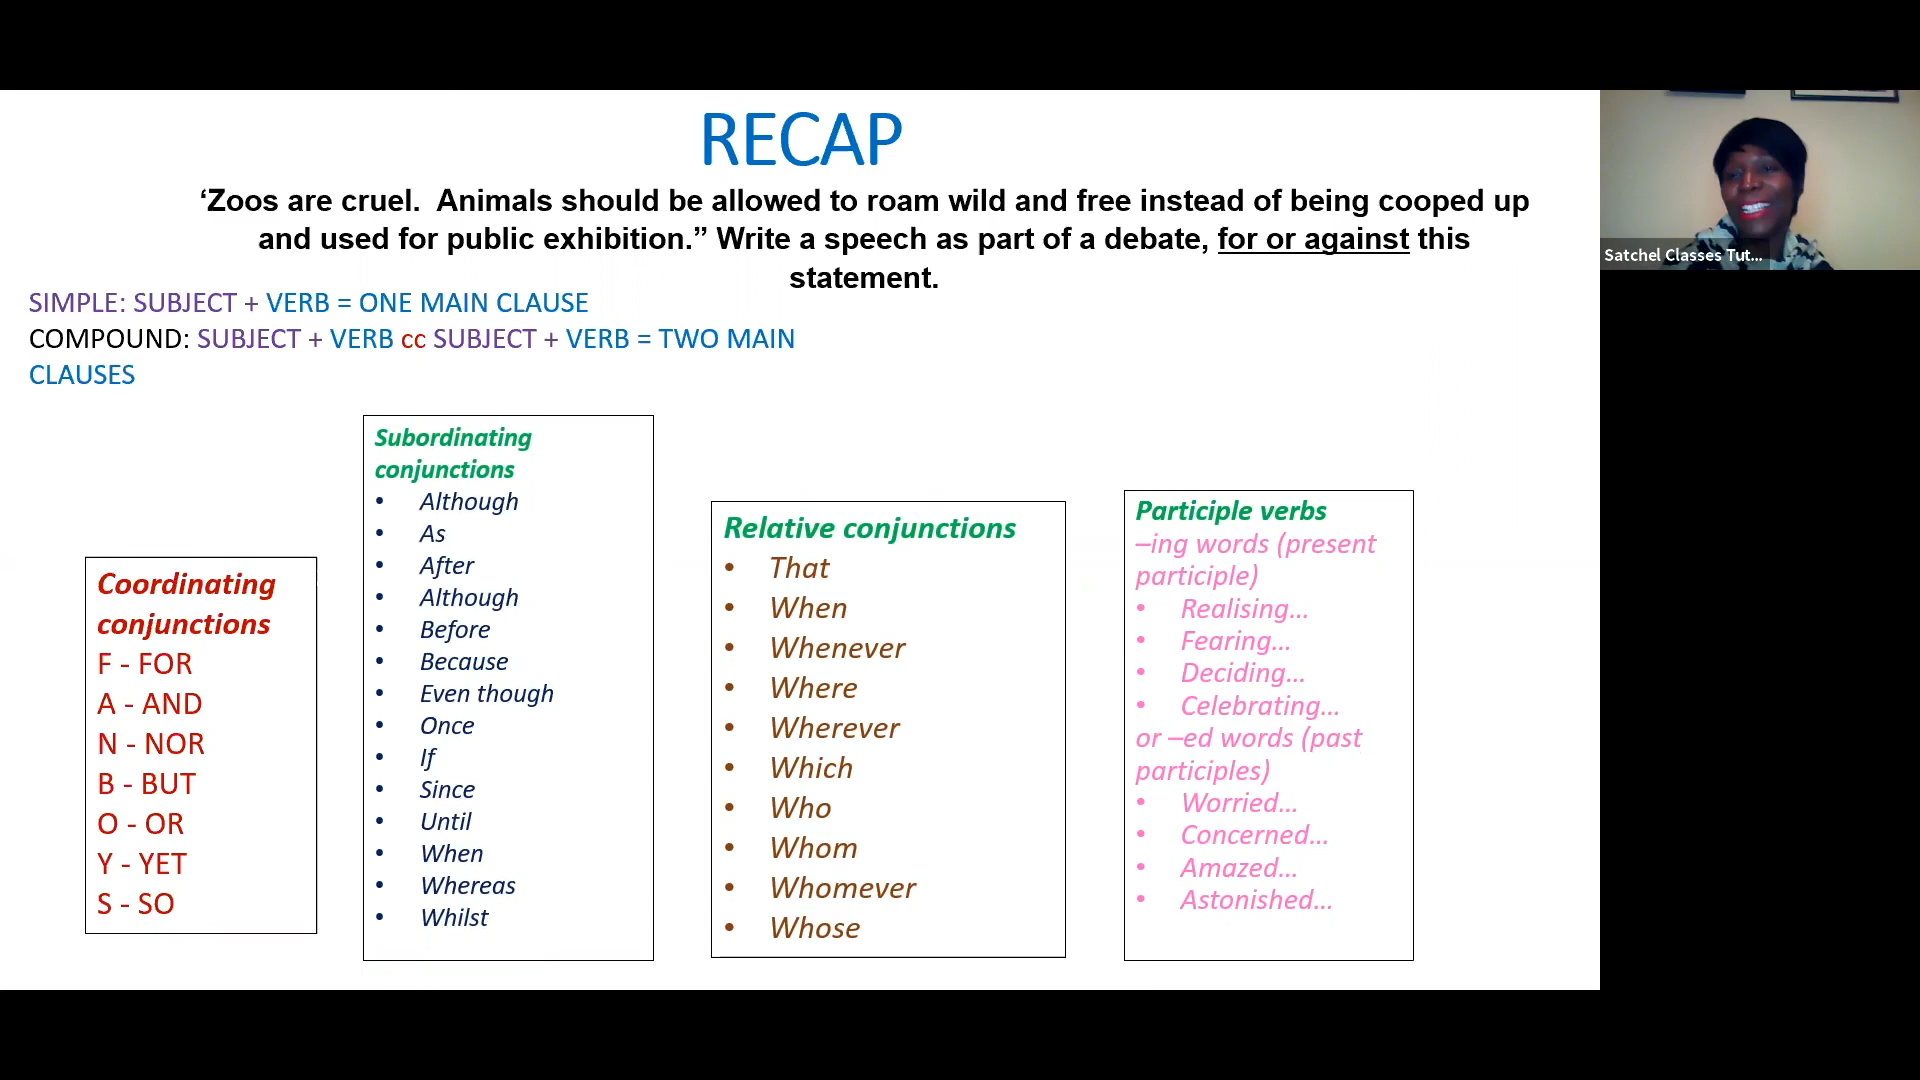 RECAP
‘Zoos are cruel.  Animals should be allowed to roam wild and free instead of being cooped up
and used for public exhibition.” Write a speech as part of a debate, for or against this
statement.
SIMPLE: SUBJECT + VERB = ONE MAIN CLAUSE
COMPOUND: SUBJECT + VERB cc SUBJECT + VERB = TWO MAIN
CLAUSES
Coordinating
conjunctions
F - FOR
A - AND
N - NOR
B - BUT
O - OR
Y - YET
S - SO
Subordinating
conjunctions
• Although
• As
• After
• Although
• Before
• Because
• Even though
• Once
• If
• Since
• Until
• When
• Whereas
• Whilst
Relative conjunctions
• That
• When
• Whenever
• Where
• Wherever
• Which
• Who
• Whom
• Whomever
• Whose
Participle verbs
–ing words (present
participle)
• Realising...
• Fearing...
• Deciding...
• Celebrating...
or –ed words (past
participles)
• Worried...
• Concerned...
• Amazed...
• Astonished...
Satchel Classes Tut...